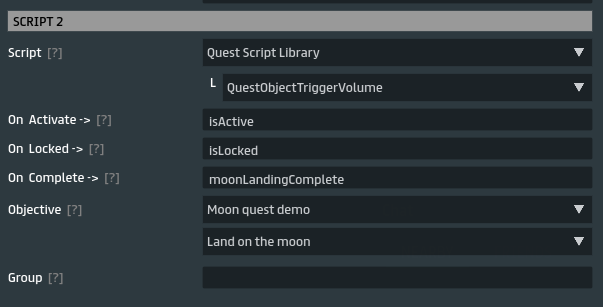 SCRIPT 2
Script [?] Quest Script Library
QuestObjectTriggerVolume
On Activate -> [?] isActive
On Locked -> [?] isLocked
On Complete -> [?] moonLandingComplete
Objective [?] Moon quest demo
Land on the moon
Group [?]